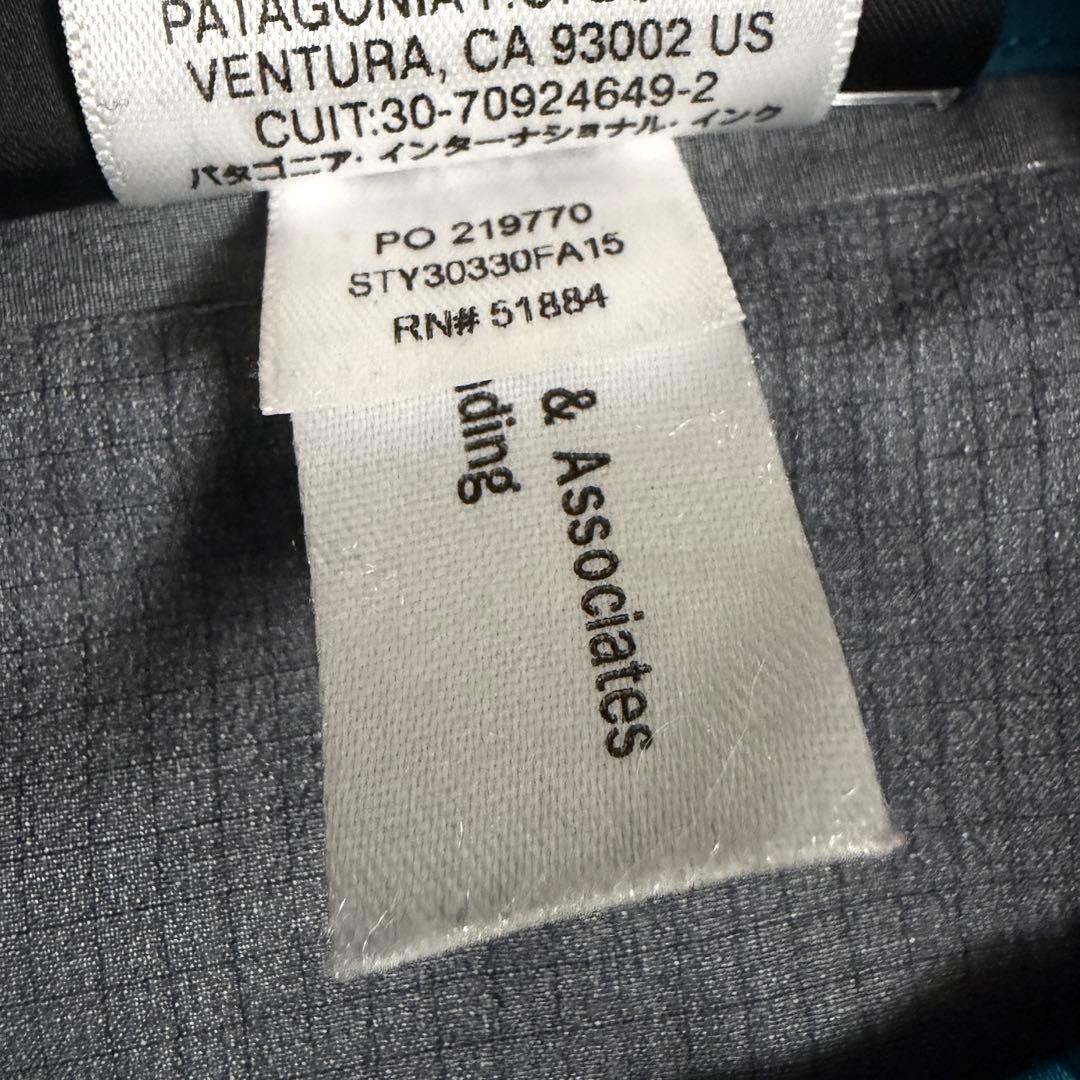 PATAGONIA
VENTURA, CA 93002 US
CUIT:30-70924649-2
パタゴニア・インターナショナル・インク
PO 219770
STY30330FA15
RN# 51884
& Associates